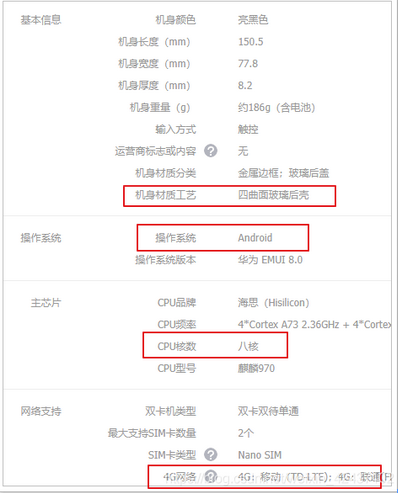 基本信息 机身颜色 亮黑色
机身长度（mm） 150.5
机身宽度（mm） 77.8
机身厚度（mm） 8.2
机身重量（g） 约186g（含电池）
输入方式 触控
运营商标志或内容 ? 无
机身材质分类 金属边框；玻璃后盖
机身材质工艺 四曲面玻璃后壳
操作系统 操作系统 Android
操作系统版本 华为 EMUI 8.0
主芯片 CPU品牌 海思（Hisilicon）
CPU频率 4*Cortex A73 2.36GHz + 4*Cortex
CPU核数 八核
CPU型号 麒麟970
网络支持 双卡机类型 双卡双待单通
最大支持SIM卡数量 2个
SIM卡类型 ? Nano SIM
4G网络 ? 4G：移动（TD-LTE)；4G：联通(F